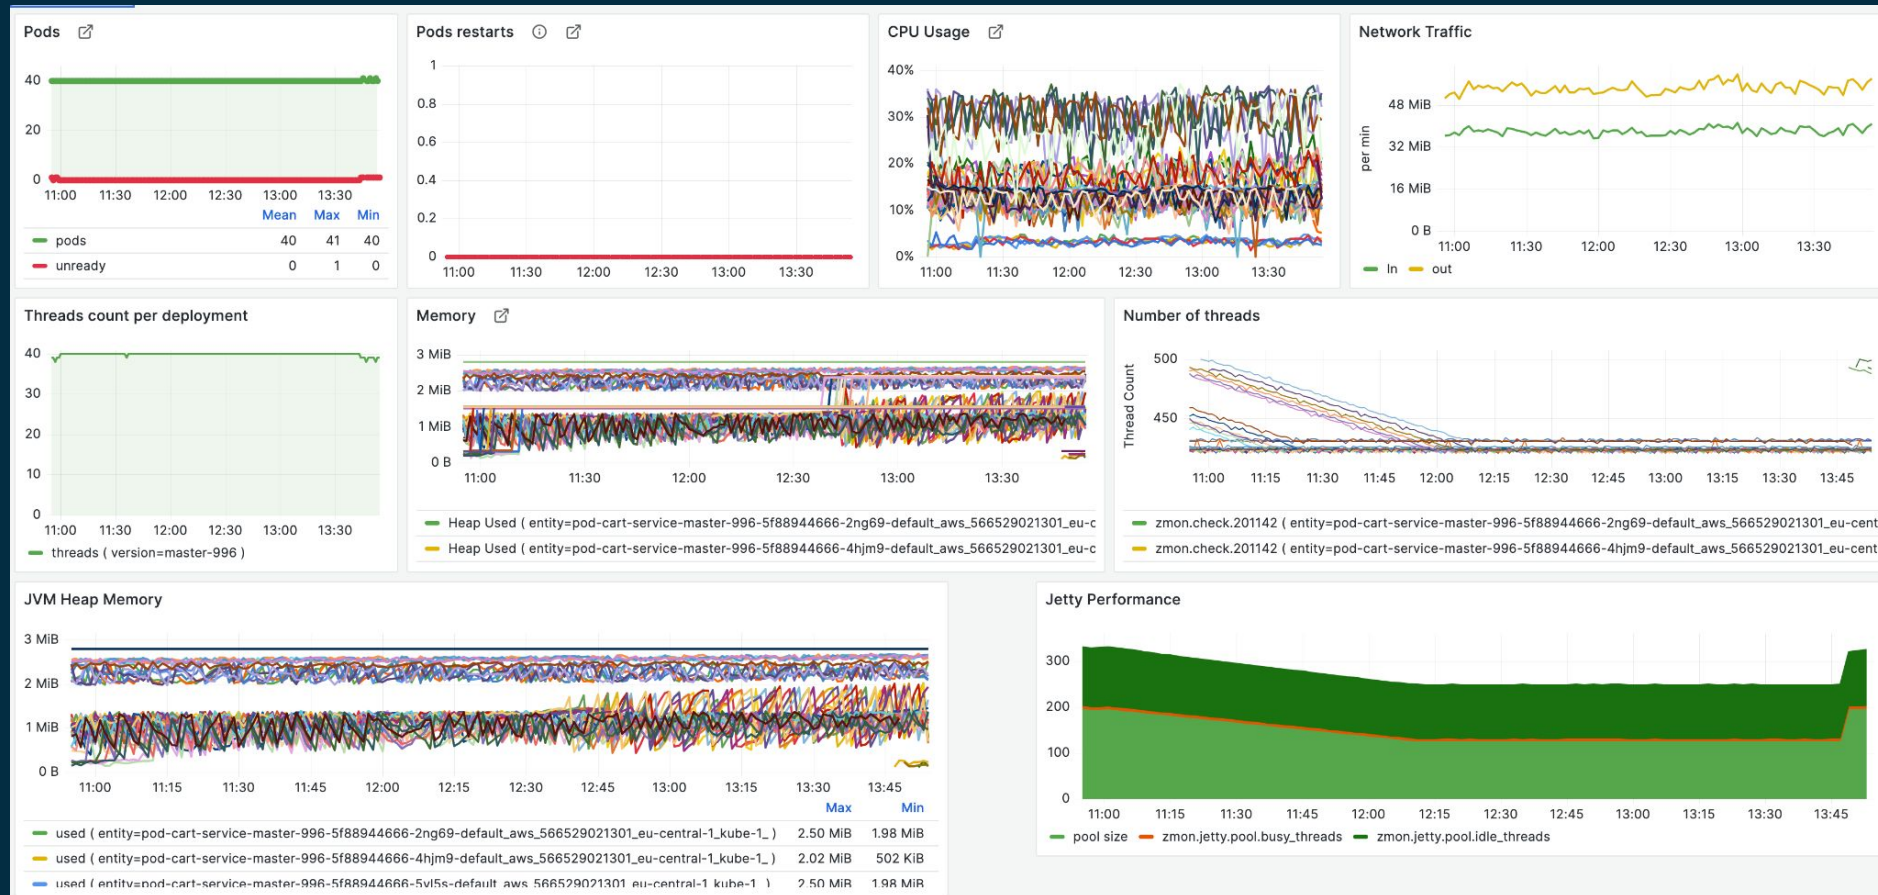 Pods
40
20
0
11:00 11:30 12:00 12:30 13:00 13:30
Mean Max Min
pods 40 41 40
unready 0 1 0
Pods restarts
1
0.8
0.6
0.4
0.2
0
11:00 11:30 12:00 12:30 13:00 13:30
CPU Usage
40%
30%
20%
10%
0%
11:00 11:30 12:00 12:30 13:00 13:30
Network Traffic
per min
48 MiB
32 MiB
16 MiB
0 B
11:00 11:30 12:00 12:30 13:00 13:30
In out
Threads count per deployment
40
30
20
10
0
11:00 11:30 12:00 12:30 13:00 13:30
threads ( version=master-996 )
Memory
3 MiB
2 MiB
1 MiB
0 B
11:00 11:30 12:00 12:30 13:00 13:30
Heap Used ( entity=pod-cart-service-master-996-5f88944666-2ng69-default_aws_566529021301_eu-c
Heap Used ( entity=pod-cart-service-master-996-5f88944666-4hjm9-default_aws_566529021301_eu-c
Number of threads
Thread Count
500
450
11:00 11:15 11:30 11:45 12:00 12:15 12:30 12:45 13:00 13:15 13:30 13:45
zmon.check.201142 ( entity=pod-cart-service-master-996-5f88944666-2ng69-default_aws_566529021301_eu-cent
zmon.check.201142 ( entity=pod-cart-service-master-996-5f88944666-4hjm9-default_aws_566529021301_eu-cent
JVM Heap Memory
3 MiB
2 MiB
1 MiB
0 B
11:00 11:15 11:30 11:45 12:00 12:15 12:30 12:45 13:00 13:15 13:30 13:45
Max Min
used ( entity=pod-cart-service-master-996-5f88944666-2ng69-default_aws_566529021301_eu-central-1_kube-1_ ) 2.50 MiB 1.98 MiB
used ( entity=pod-cart-service-master-996-5f88944666-4hjm9-default_aws_566529021301_eu-central-1_kube-1_ ) 2.02 MiB 502 KiB
used ( entity=pod-cart-service-master-996-5f88944666-5vl5s-default_aws_566529021301_eu-central-1_kube-1_ ) 2.50 MiB 1.98 MiB
Jetty Performance
300
200
100
0
11:00 11:15 11:30 11:45 12:00 12:15 12:30 12:45 13:00 13:15 13:30 13:45
pool size zmon.jetty.pool.busy_threads zmon.jetty.pool.idle_threads